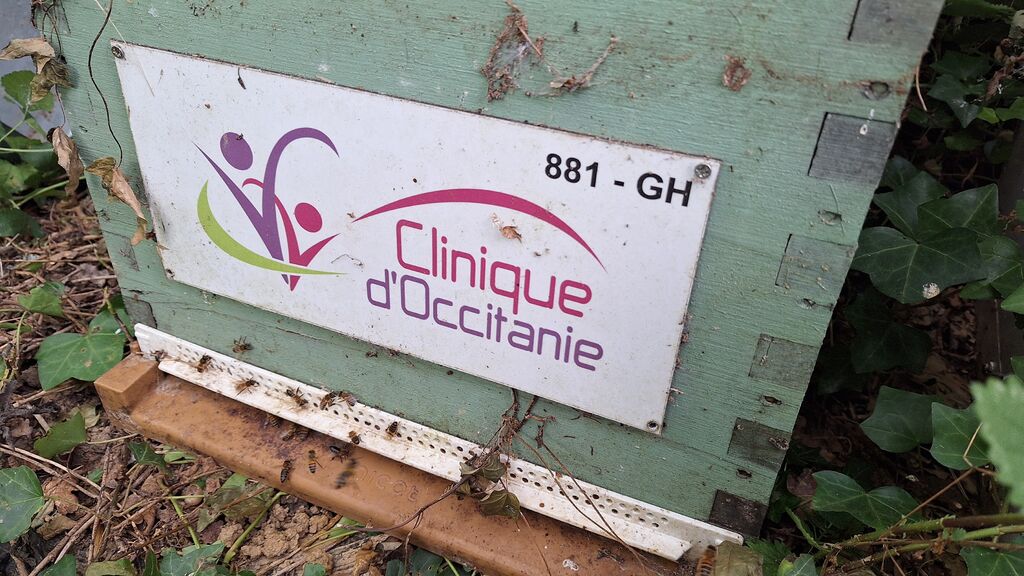 881 - GH
Clinique
d'Occitanie